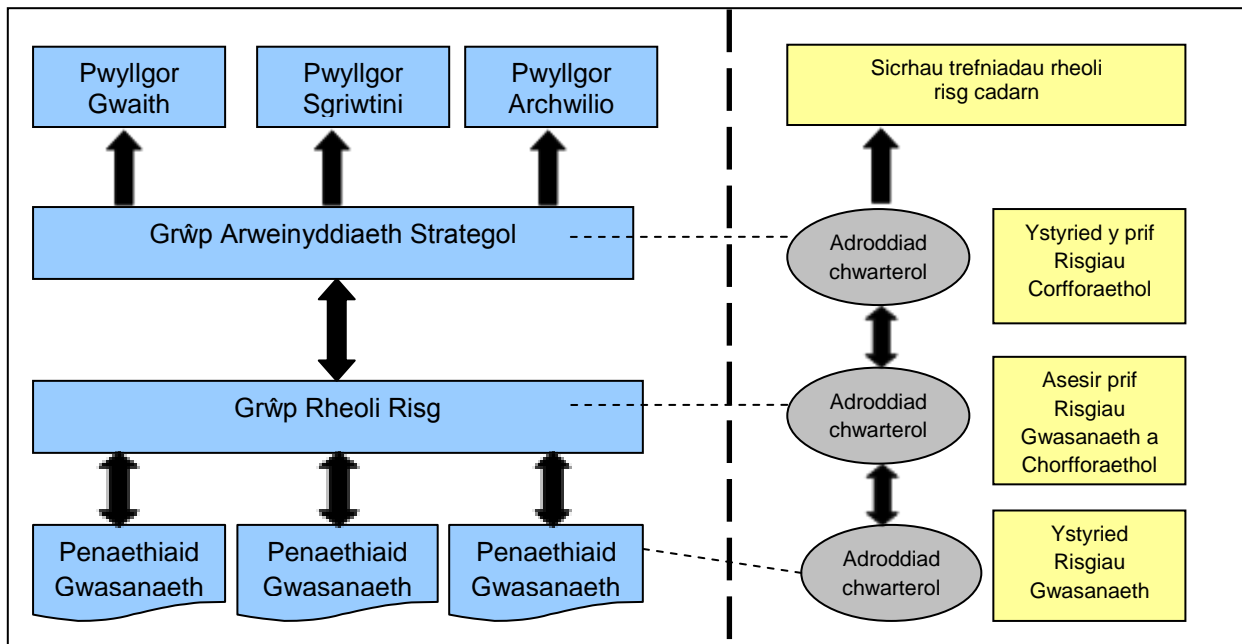 Pwyllgor
Gwaith
Pwyllgor
Sgriwtini
Pwyllgor
Archwilio
Grŵp Arweinyddiaeth Strategol
Grŵp Rheoli Risg
Penaethiaid
Gwasanaeth
Penaethiaid
Gwasanaeth
Penaethiaid
Gwasanaeth
Sicrhau trefniadau rheoli
risg cadarn
Adroddiad
chwarterol
Ystyried y prif
Risgiau
Corfforaethol
Adroddiad
chwarterol
Asesir prif
Risgiau
Gwasanaeth a
Chorfforaethol
Adroddiad
chwarterol
Ystyried
Risgiau
Gwasanaeth